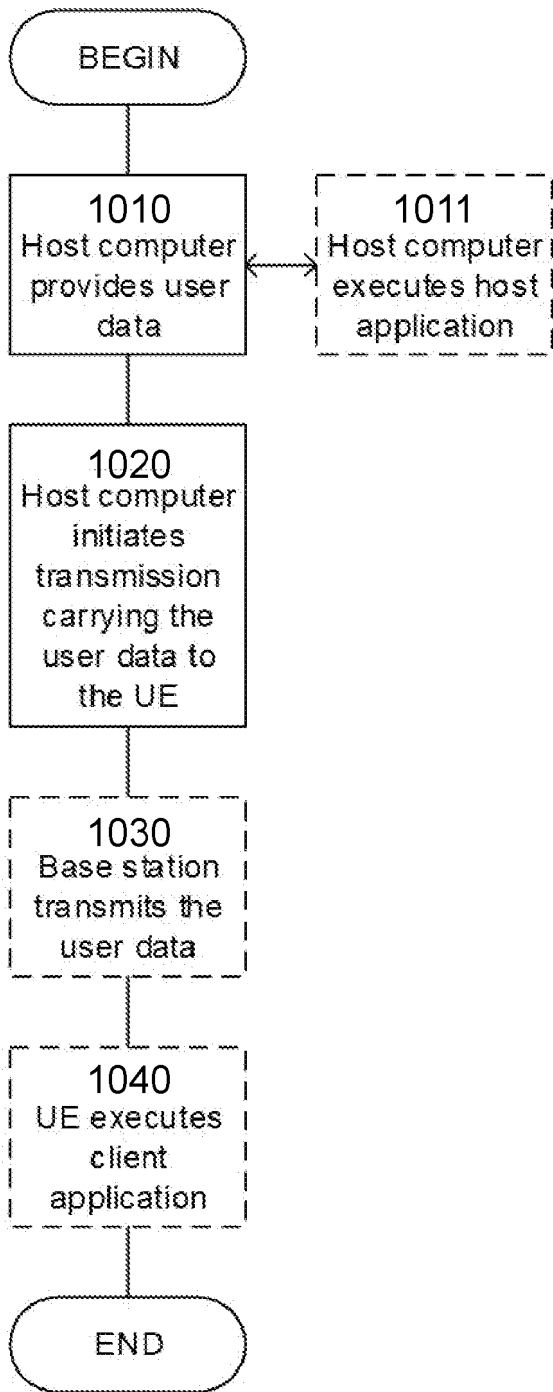 BEGIN
1010
Host computer
provides user
data
1011
Host computer
executes host
application
1020
Host computer
initiates
transmission
carrying the
user data to
the UE
1030
Base station
transmits the
user data
1040
UE executes
client
application
END